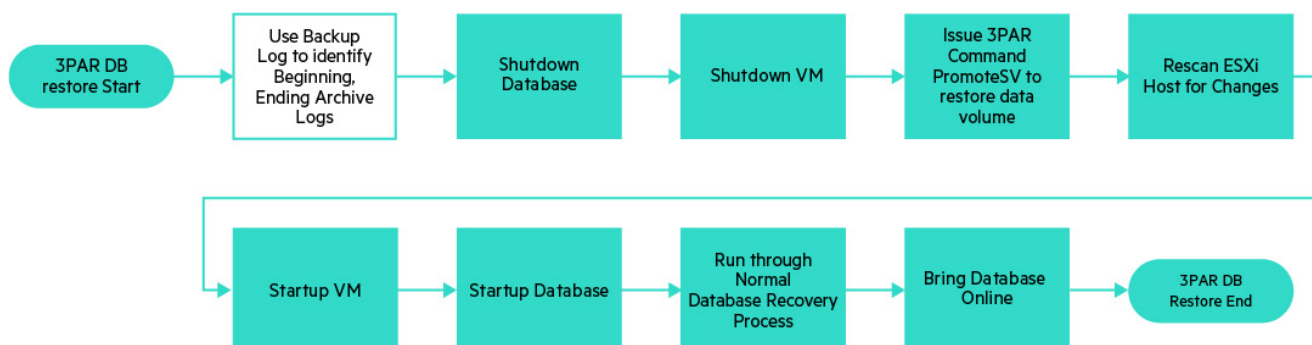 3PAR DB
restore Start
Use Backup
Log to identify
Beginning,
Ending Archive
Logs
Shutdown
Database
Shutdown VM
Issue 3PAR
Command
PromoteSV to
restore data
volume
Rescan ESXi
Host for Changes
Startup VM
Startup Database
Run through
Normal
Database Recovery
Process
Bring Database
Online
3PAR DB
Restore End